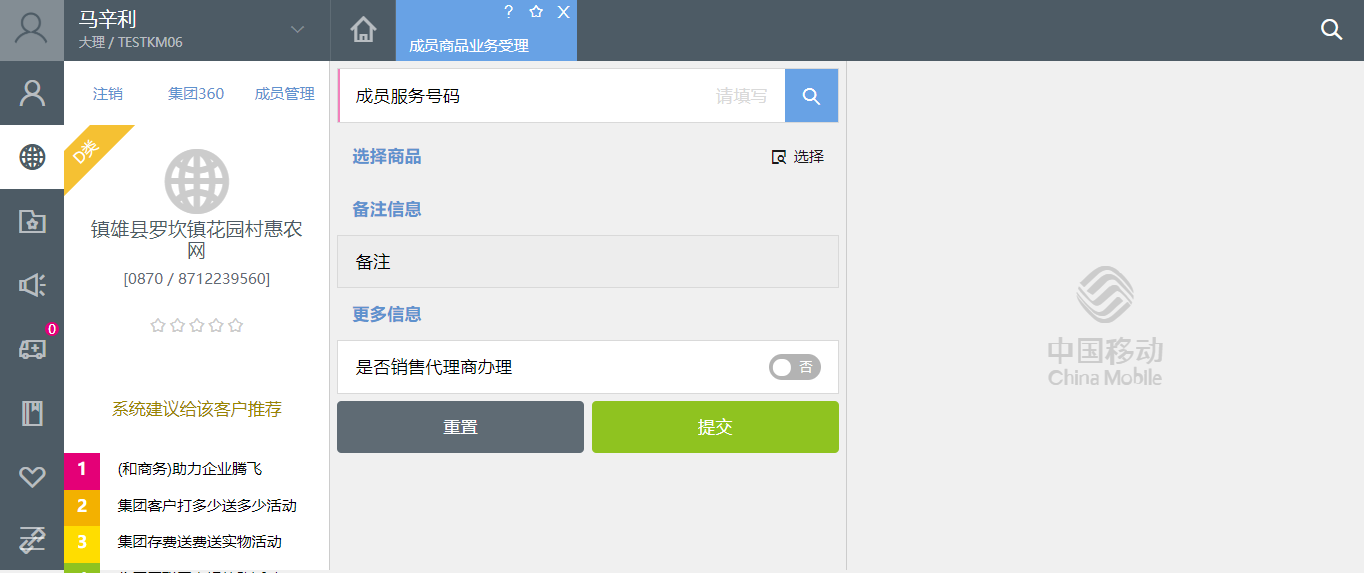 马辛利
大理 / TESTKM06
? X
成员商品业务受理
注销 集团360 成员管理
D类
镇雄县罗坎镇花园村惠农
网
[0870 / 8712239560]
0
系统建议给该客户推荐
1 (和商务)助力企业腾飞
2 集团客户打多少送多少活动
3 集团存费送费送实物活动
成员服务号码 请填写
选择商品 选择
备注信息
备注
更多信息
是否销售代理商办理 否
重置 提交
中国移动
China Mobile